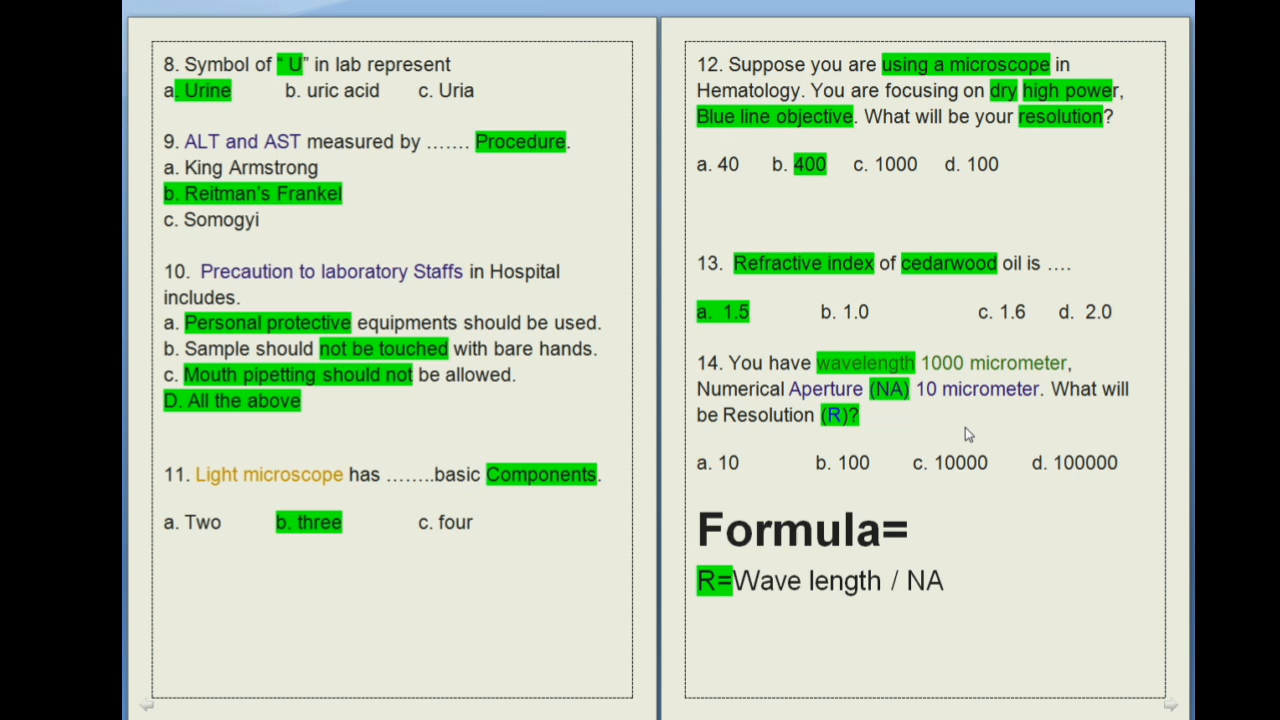 8. Symbol of “ U” in lab represent
a. Urine b. uric acid c. Uria
9. ALT and AST measured by ....... Procedure.
a. King Armstrong
b. Reitman’s Frankel
c. Somogyi
10. Precaution to laboratory Staffs in Hospital
includes.
a. Personal protective equipments should be used.
b. Sample should not be touched with bare hands.
c. Mouth pipetting should not be allowed.
D. All the above
11. Light microscope has ........basic Components.
a. Two b. three c. four
12. Suppose you are using a microscope in
Hematology. You are focusing on dry high power,
Blue line objective. What will be your resolution?
a. 40 b. 400 c. 1000 d. 100
13. Refractive index of cedarwood oil is ....
a. 1.5 b. 1.0 c. 1.6 d. 2.0
14. You have wavelength 1000 micrometer,
Numerical Aperture (NA) 10 micrometer. What will
be Resolution (R)?
a. 10 b. 100 c. 10000 d. 100000
Formula=
R=Wave length / NA